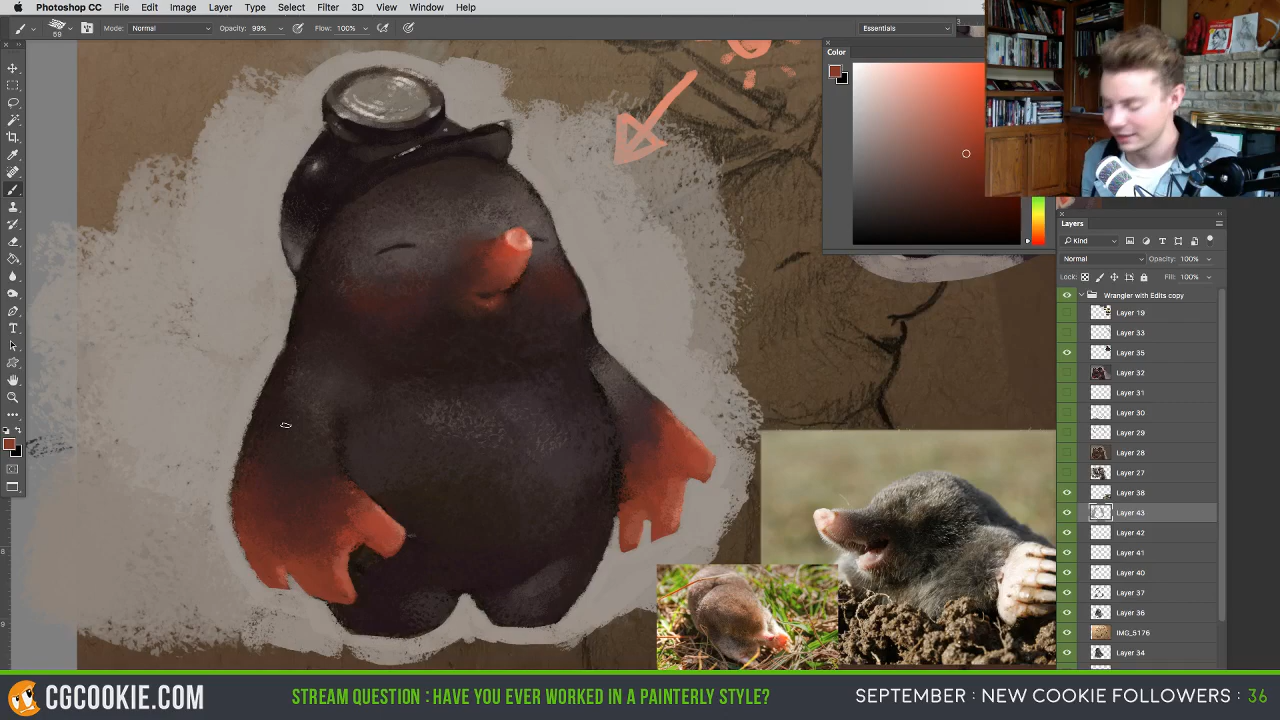 Photoshop CC File Edit Image Layer Type Select Filter 3D View Window Help
69 Mode: Normal Opacity: 99% Flow: 100% Essentials
Color
Layers
Kind
Normal Opacity: 100%
Lock: Fill: 100%
Wrangler with Edits copy
Layer 19
Layer 33
Layer 35
Layer 32
Layer 31
Layer 30
Layer 29
Layer 28
Layer 27
Layer 38
Layer 43
Layer 42
Layer 41
Layer 40
Layer 37
Layer 36
IMG_5176
Layer 34
8
9
CGCOOKIE.COM STREAM QUESTION : HAVE YOU EVER WORKED IN A PAINTERLY STYLE? SEPTEMBER : NEW COOKIE FOLLOWERS : 36